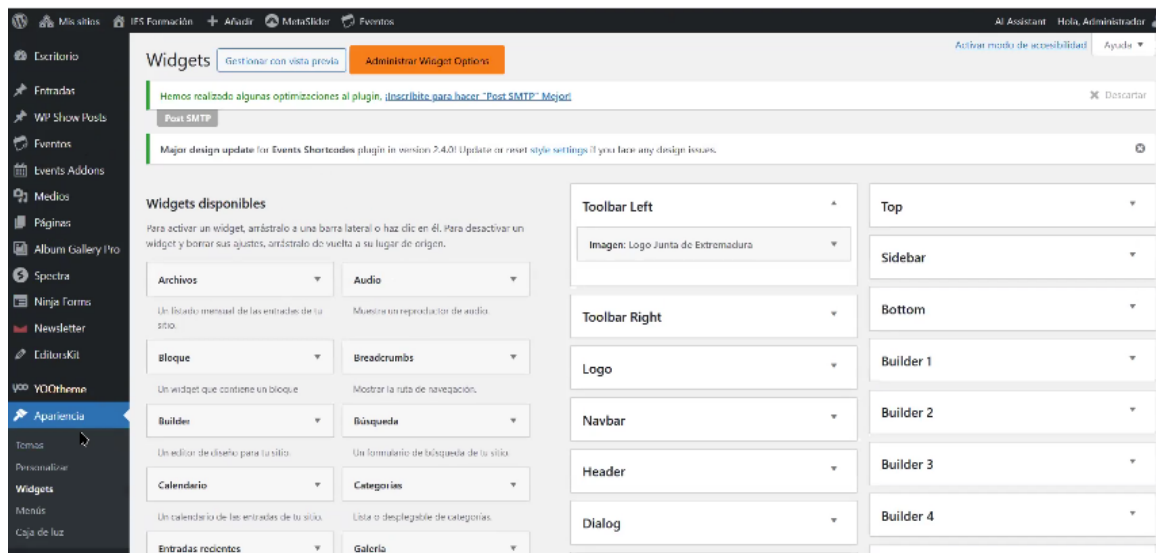 Mis sitios IFS Formación + Añadir MetaSlider Eventos AI Assistant Hola, Administrador
Escritorio
Entradas
WP Show Posts
Eventos
Events Addons
Medios
Páginas
Album Gallery Pro
Spectra
Ninja Forms
Newsletter
EditorsKit
YOO YOOtheme
Apariencia
Temas
Personalizar
Widgets
Menús
Caja de luz
Activar modo de accesibilidad Ayuda
Widgets Gestionar con vista previa Administrar Widget Options
Hemos realizado algunas optimizaciones al plugin, ¡Inscribite para hacer "Post SMTP" Mejor! Descartar
Post SMTP
Major design update for Events Shortcodes plugin in version 2.4.0! Update or reset style settings if you face any design issues.
Widgets disponibles
Para activar un widget, arrástralo a una barra lateral o haz clic en él. Para desactivar un
widget y borrar sus ajustes, arrástralo de vuelta a su lugar de origen.
Archivos Audio
Un listado mensual de las entradas de tu Muestra un reproductor de audio.
sitio.
Bloque Breadcrumbs
Un widget que contiene un bloque Mostrar la ruta de navegación.
Builder Búsqueda
Un editor de diseño para tu sitio. Un formulario de búsqueda de tu sitio.
Calendario Categorías
Un calendario de las entradas de tu sitio. Lista o desplegable de categorías.
Entradas recientes Galería
Toolbar Left
Imagen: Logo Junta de Extremadura
Toolbar Right
Logo
Navbar
Header
Dialog
Top
Sidebar
Bottom
Builder 1
Builder 2
Builder 3
Builder 4